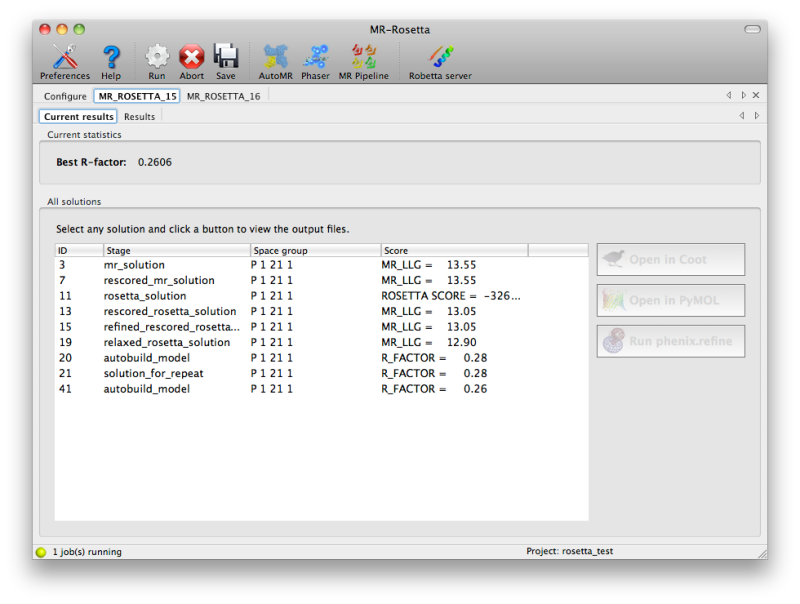 MR-Rosetta
Preferences Help Run Abort Save AutoMR Phaser MR Pipeline Robetta server
Configure MR_ROSETTA_15 MR_ROSETTA_16
Current results Results
Current statistics
Best R-factor: 0.2606
All solutions
Select any solution and click a button to view the output files.
ID Stage Space group Score
3 mr_solution P 1 21 1 MR_LLG = 13.55
7 rescored_mr_solution P 1 21 1 MR_LLG = 13.55
11 rosetta_solution P 1 21 1 ROSETTA SCORE = -326...
13 rescored_rosetta_solution P 1 21 1 MR_LLG = 13.05
15 refined_rescored_rosetta... P 1 21 1 MR_LLG = 13.05
19 relaxed_rosetta_solution P 1 21 1 MR_LLG = 12.90
20 autobuild_model P 1 21 1 R_FACTOR = 0.28
21 solution_for_repeat P 1 21 1 R_FACTOR = 0.28
41 autobuild_model P 1 21 1 R_FACTOR = 0.26
Open in Coot
Open in PyMOL
Run phenix.refine
1 job(s) running Project: rosetta_test